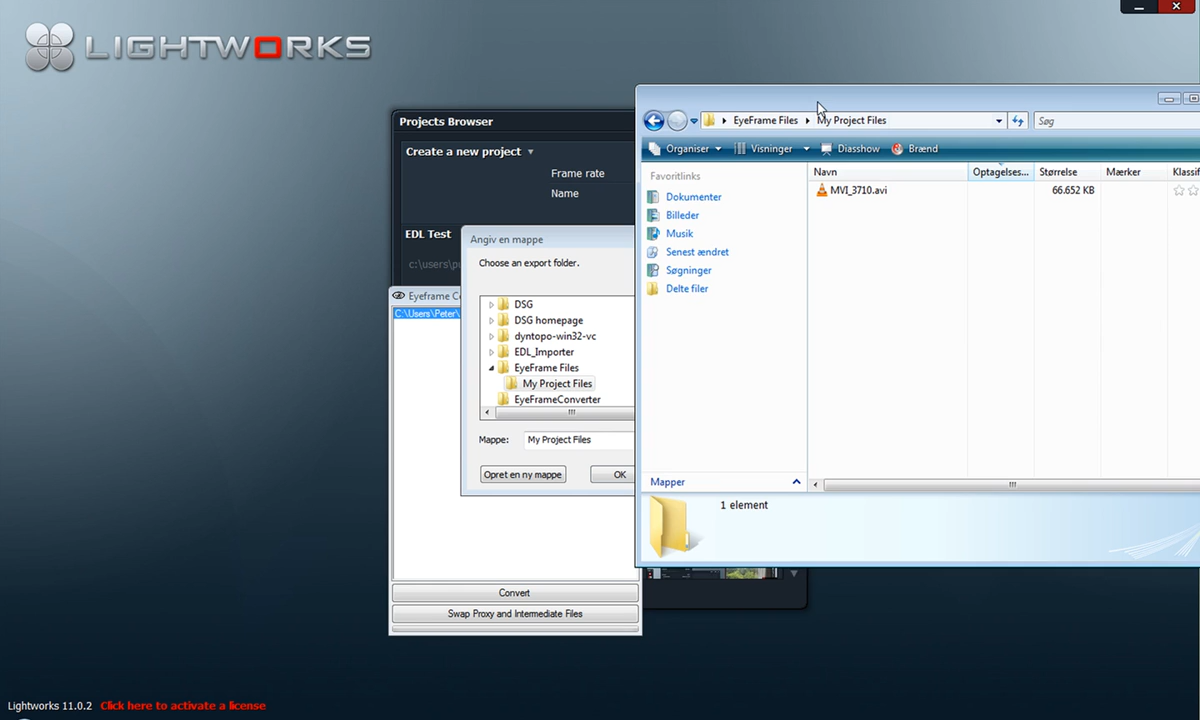 LIGHTWORKS
Projects Browser
Create a new project
Frame rate
Name
EDL Test
c:\users\p
Eyeframe C
C:\Users\Peter\
Angiv en mappe
Choose an export folder.
DSG
DSG homepage
dyntopo-win32-vc
EDL_Importer
EyeFrame Files
My Project Files
EyeFrameConverter
Mappe: My Project Files
Opret en ny mappe OK
Convert
Swap Proxy and Intermediate Files
EyeFrame Files My Project Files Søg
Organiser Visninger Diasshow Brænd
Favoritlinks
Dokumenter
Billeder
Musik
Senest ændret
Søgninger
Delte filer
Mapper
Navn Optagelses... Størrelse Mærker Klassif
MVI_3710.avi 66.652 KB
1 element
Lightworks 11.0.2 Click here to activate a license